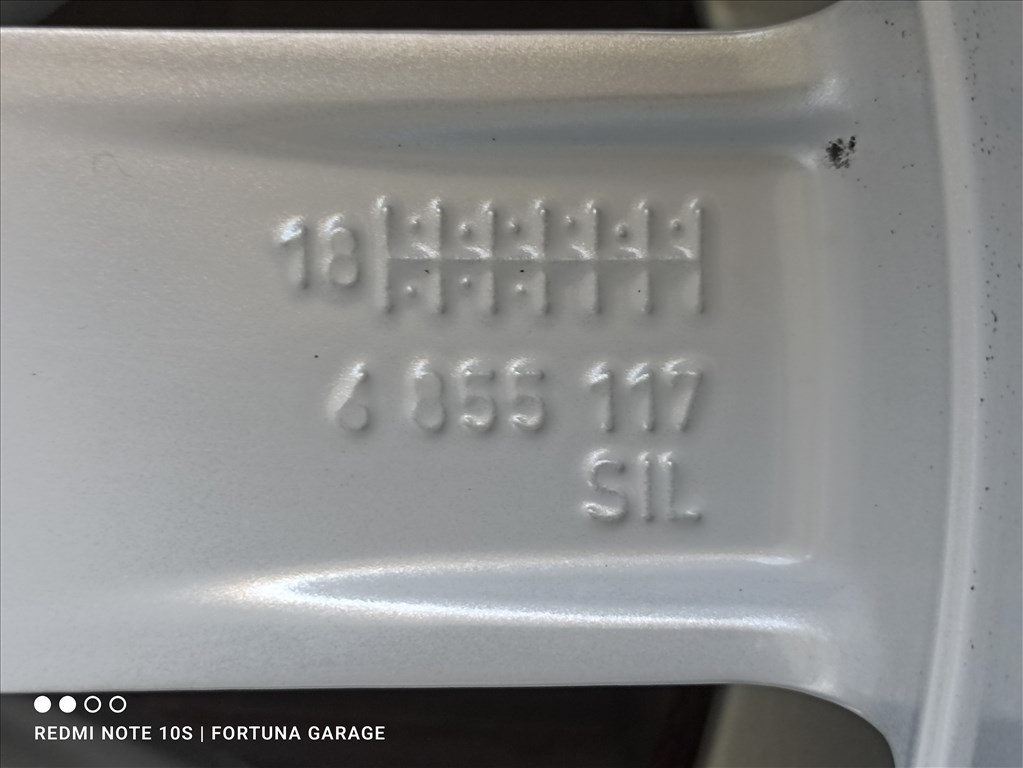 18
6 855 117
SIL
REDMI NOTE 10S | FORTUNA GARAGE